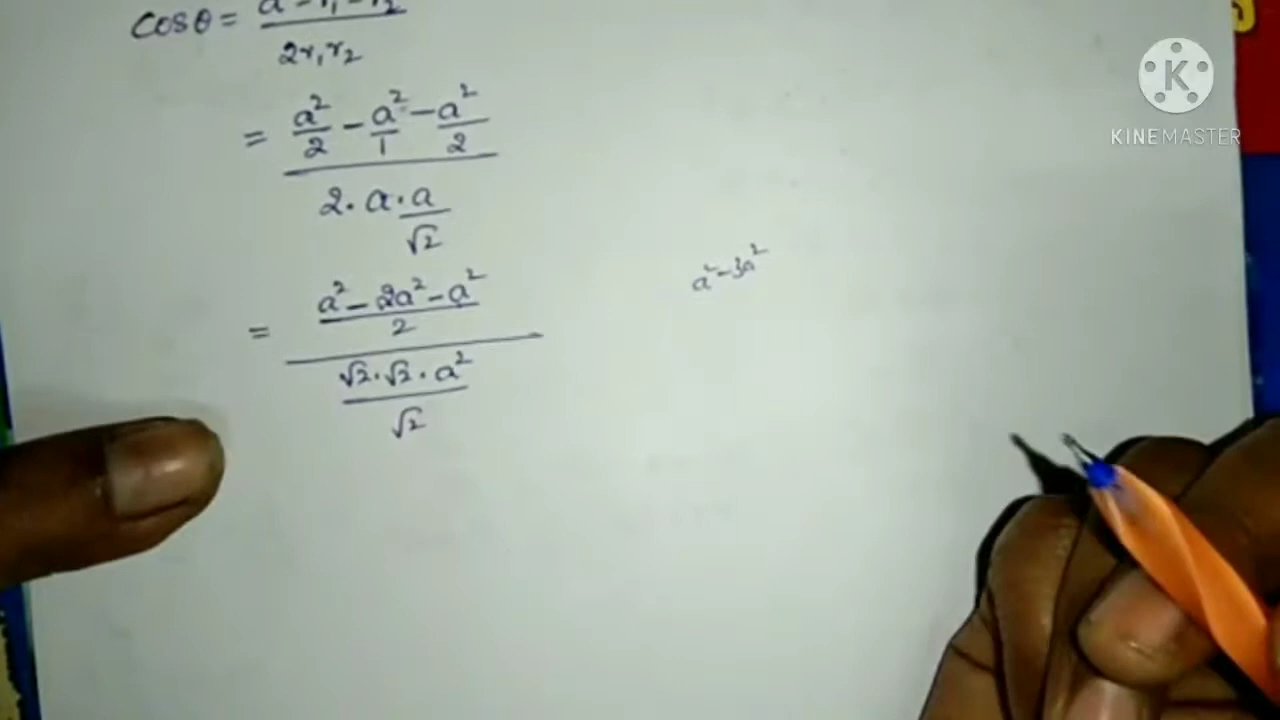 cosθ = d² - r₁² - r₂² / 2r₁r₂
= a²/2 - a²/1 - a²/2 / 2·a·a/√2
= a² - 2a² - a² / 2 / √2·√2·a² / √2
a² - 3a²
KINEMASTER